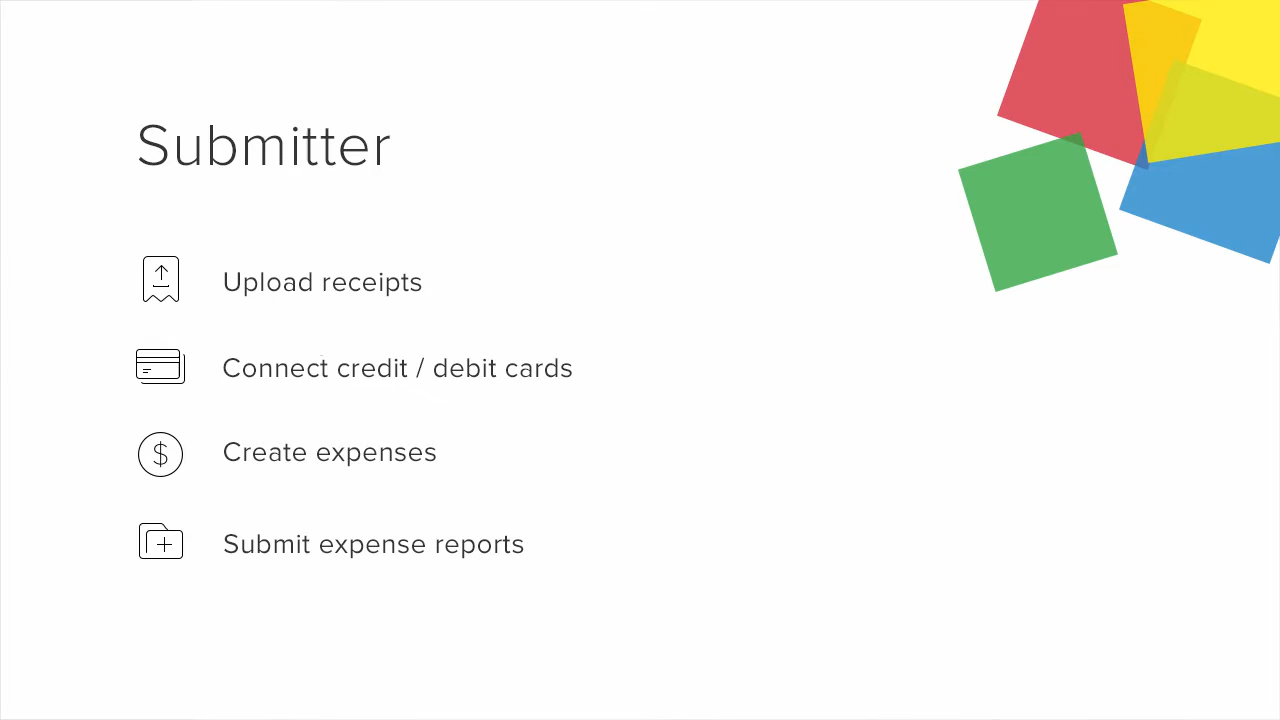 Submitter
Upload receipts
Connect credit / debit cards
$ Create expenses
Submit expense reports